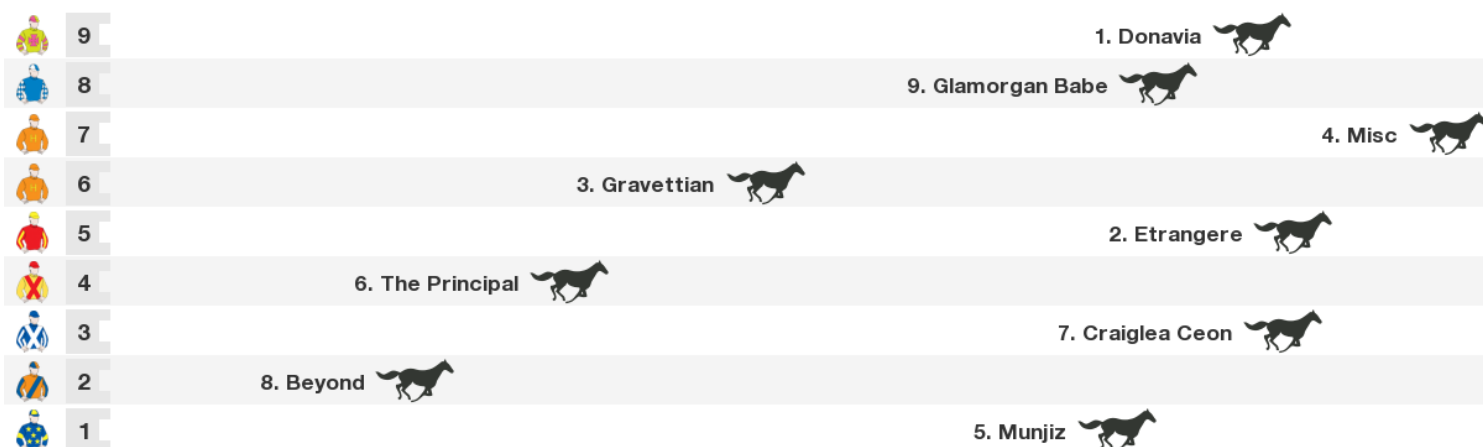 9 1. Donavia
8 9. Glamorgan Babe
7 4. Misc
6 3. Gravettian
5 2. Etrangere
4 6. The Principal
3 7. Craiglea Ceon
2 8. Beyond
1 5. Munjiz